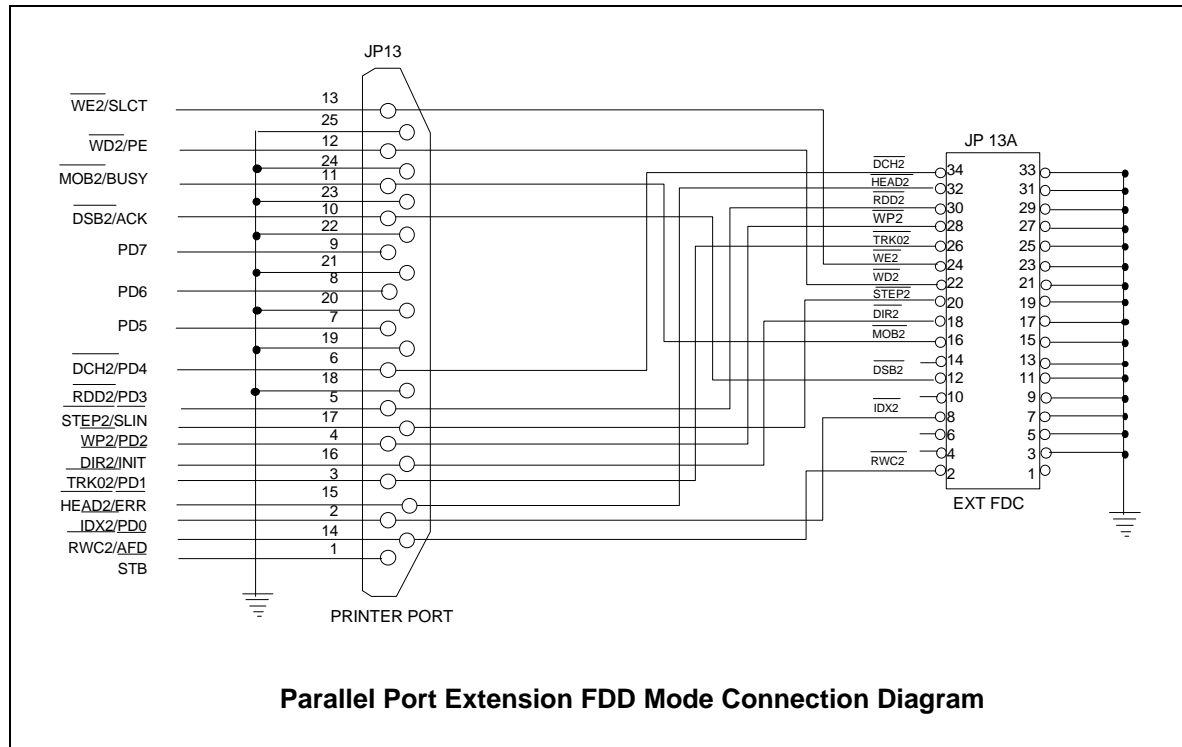 JP13
WE2/SLCT
WD2/PE
MOB2/BUSY
DSB2/ACK
PD7
PD6
PD5
DCH2/PD4
RDD2/PD3
STEP2/SLIN
WP2/PD2
DIR2/INIT
TRK02/PD1
HEAD2/ERR
IDX2/PD0
RWC2/AFD
STB
13
25
12
24
11
23
10
22
9
21
8
20
7
19
6
18
5
17
4
16
3
15
2
14
1
PRINTER PORT
JP 13A
DCH2
HEAD2
RDD2
WP2
TRK02
WE2
WD2
STEP2
DIR2
MOB2
DSB2
IDX2
RWC2
34 33
32 31
30 29
28 27
26 25
24 23
22 21
20 19
18 17
16 15
14 13
12 11
10 9
8 7
6 5
4 3
2 1
EXT FDC
Parallel Port Extension FDD Mode Connection Diagram